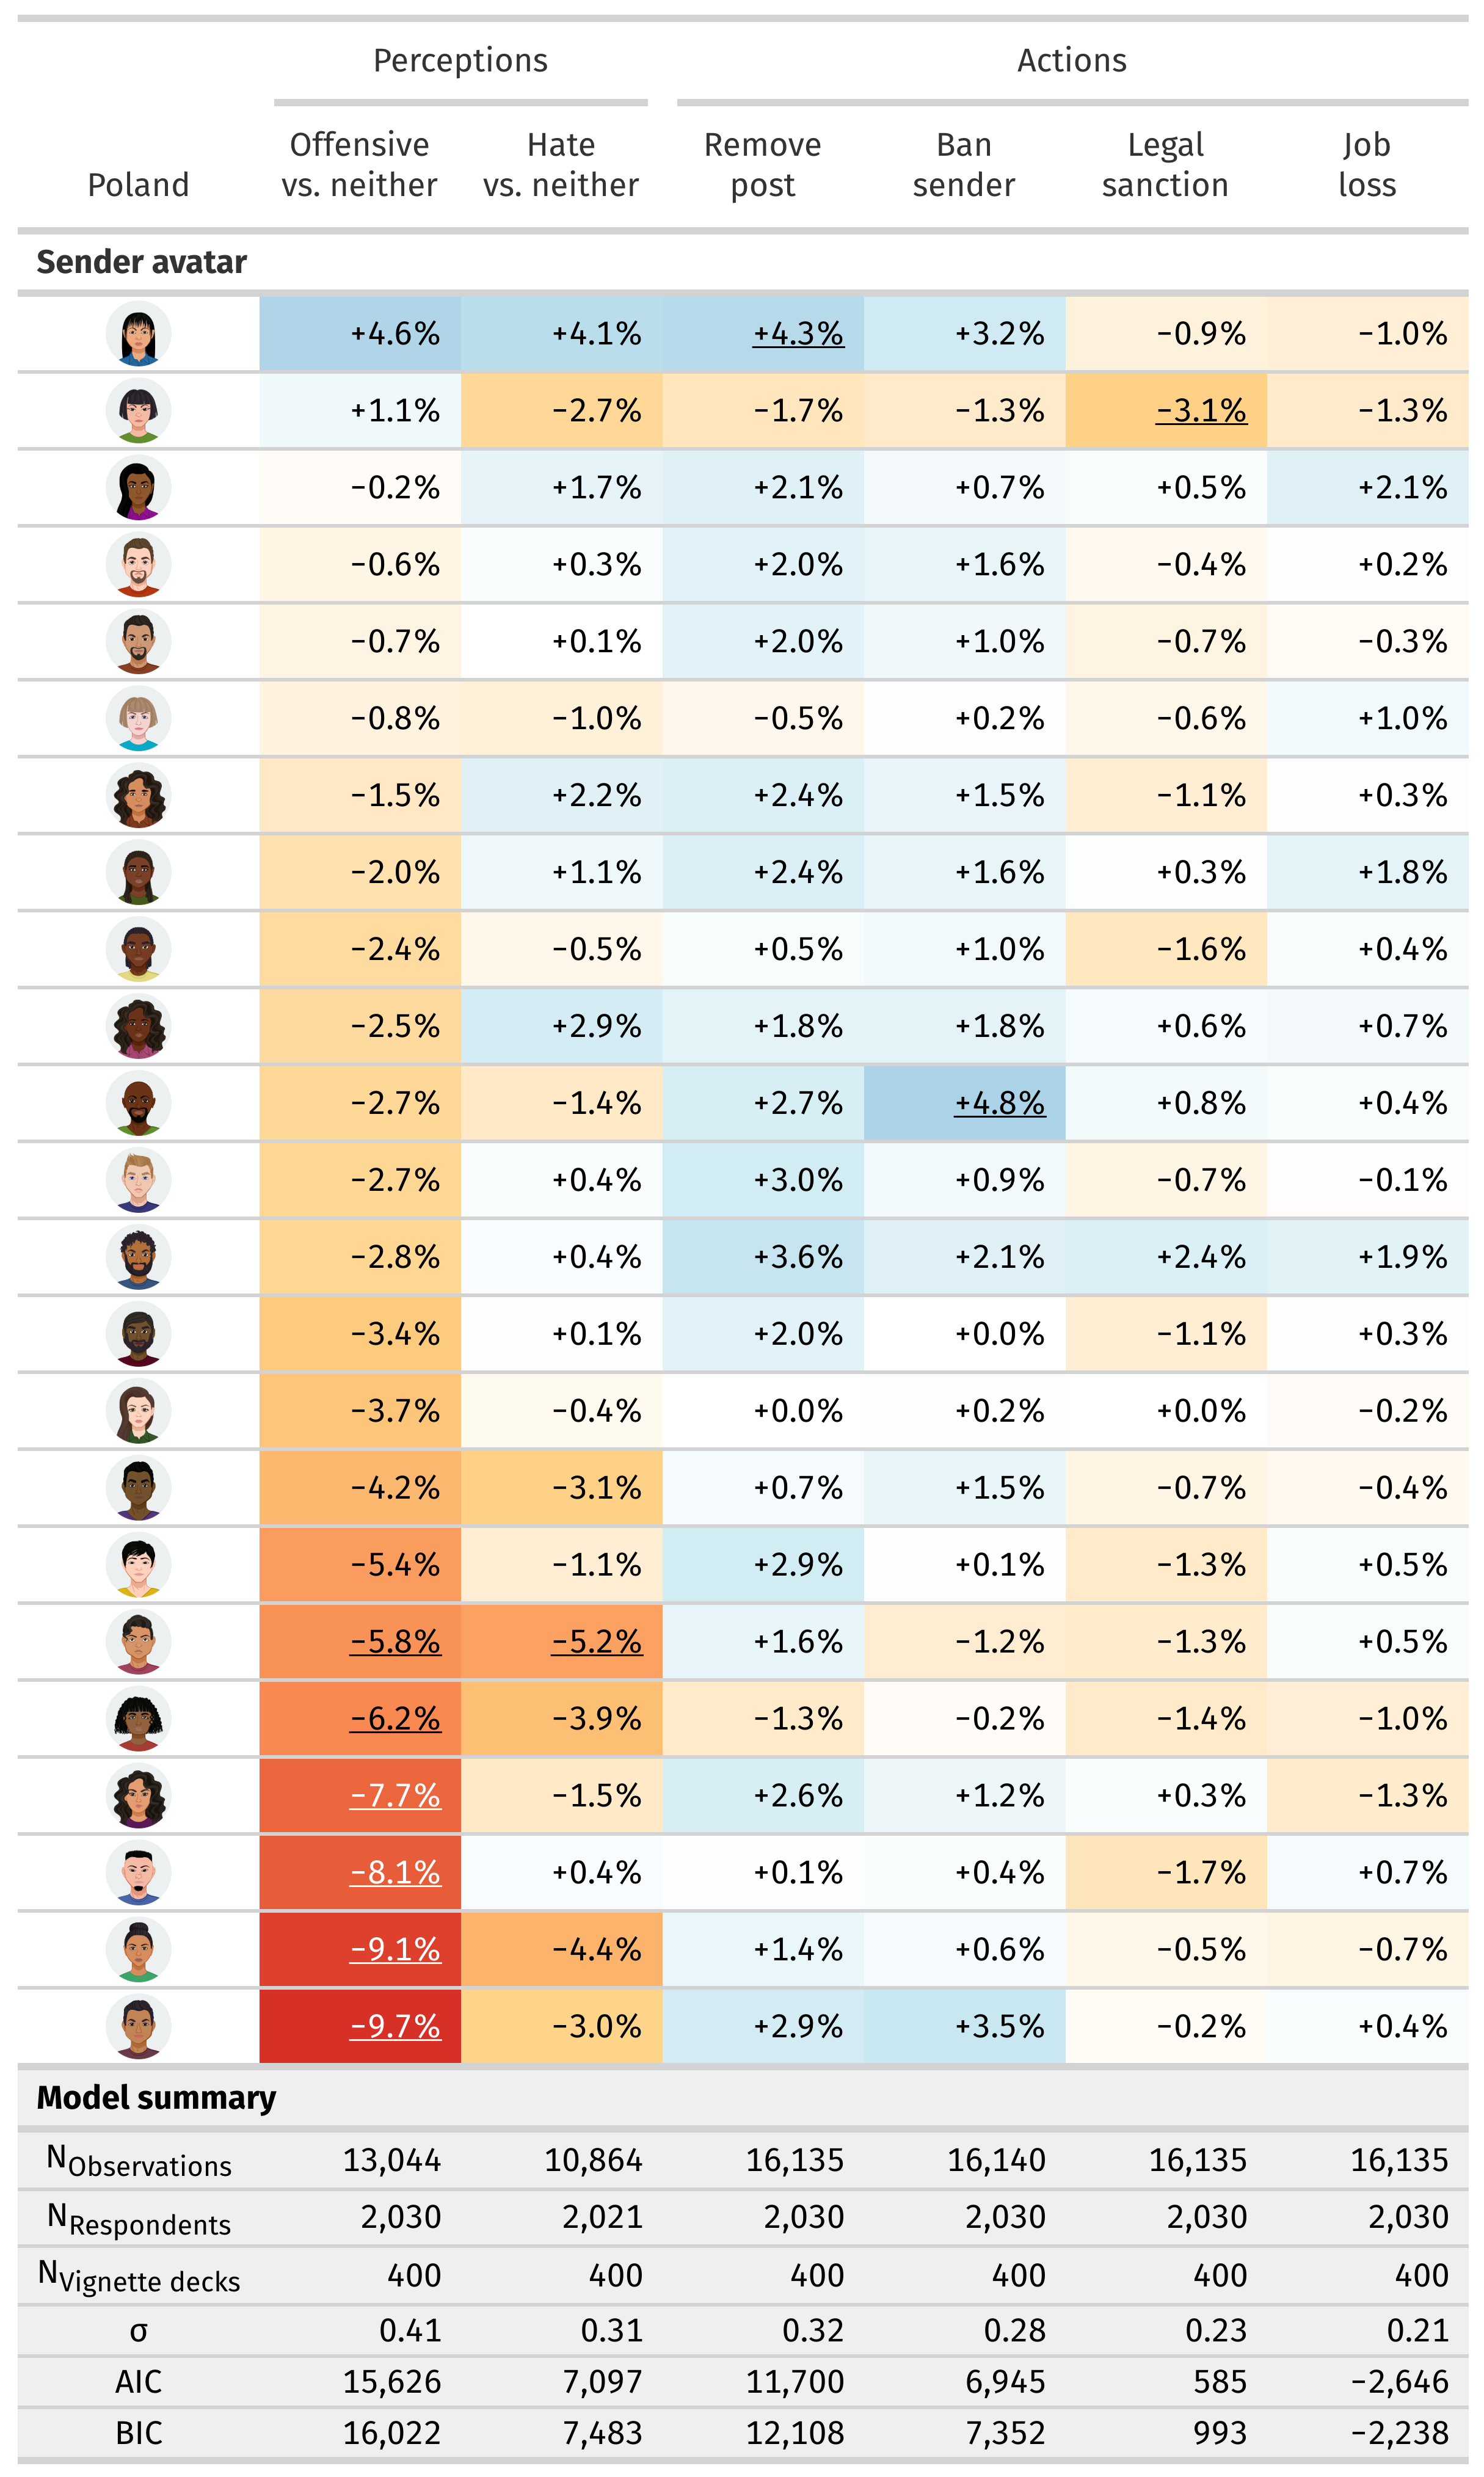 Perceptions Actions
Offensive Hate Remove Ban Legal Job
Poland vs. neither vs. neither post sender sanction loss
Sender avatar
+4.6% +4.1% +4.3% +3.2% −0.9% −1.0%
+1.1% −2.7% −1.7% −1.3% −3.1% −1.3%
−0.2% +1.7% +2.1% +0.7% +0.5% +2.1%
−0.6% +0.3% +2.0% +1.6% −0.4% +0.2%
−0.7% +0.1% +2.0% +1.0% −0.7% −0.3%
−0.8% −1.0% −0.5% +0.2% −0.6% +1.0%
−1.5% +2.2% +2.4% +1.5% −1.1% +0.3%
−2.0% +1.1% +2.4% +1.6% +0.3% +1.8%
−2.4% −0.5% +0.5% +1.0% −1.6% +0.4%
−2.5% +2.9% +1.8% +1.8% +0.6% +0.7%
−2.7% −1.4% +2.7% +4.8% +0.8% +0.4%
−2.7% +0.4% +3.0% +0.9% −0.7% −0.1%
−2.8% +0.4% +3.6% +2.1% +2.4% +1.9%
−3.4% +0.1% +2.0% +0.0% −1.1% +0.3%
−3.7% −0.4% +0.0% +0.2% +0.0% −0.2%
−4.2% −3.1% +0.7% +1.5% −0.7% −0.4%
−5.4% −1.1% +2.9% +0.1% −1.3% +0.5%
−5.8% −5.2% +1.6% −1.2% −1.3% +0.5%
−6.2% −3.9% −1.3% −0.2% −1.4% −1.0%
−7.7% −1.5% +2.6% +1.2% +0.3% −1.3%
−8.1% +0.4% +0.1% +0.4% −1.7% +0.7%
−9.1% −4.4% +1.4% +0.6% −0.5% −0.7%
−9.7% −3.0% +2.9% +3.5% −0.2% +0.4%
Model summary
NObservations 13,044 10,864 16,135 16,140 16,135 16,135
NRespondents 2,030 2,021 2,030 2,030 2,030 2,030
NVignette decks 400 400 400 400 400 400
σ 0.41 0.31 0.32 0.28 0.23 0.21
AIC 15,626 7,097 11,700 6,945 585 −2,646
BIC 16,022 7,483 12,108 7,352 993 −2,238